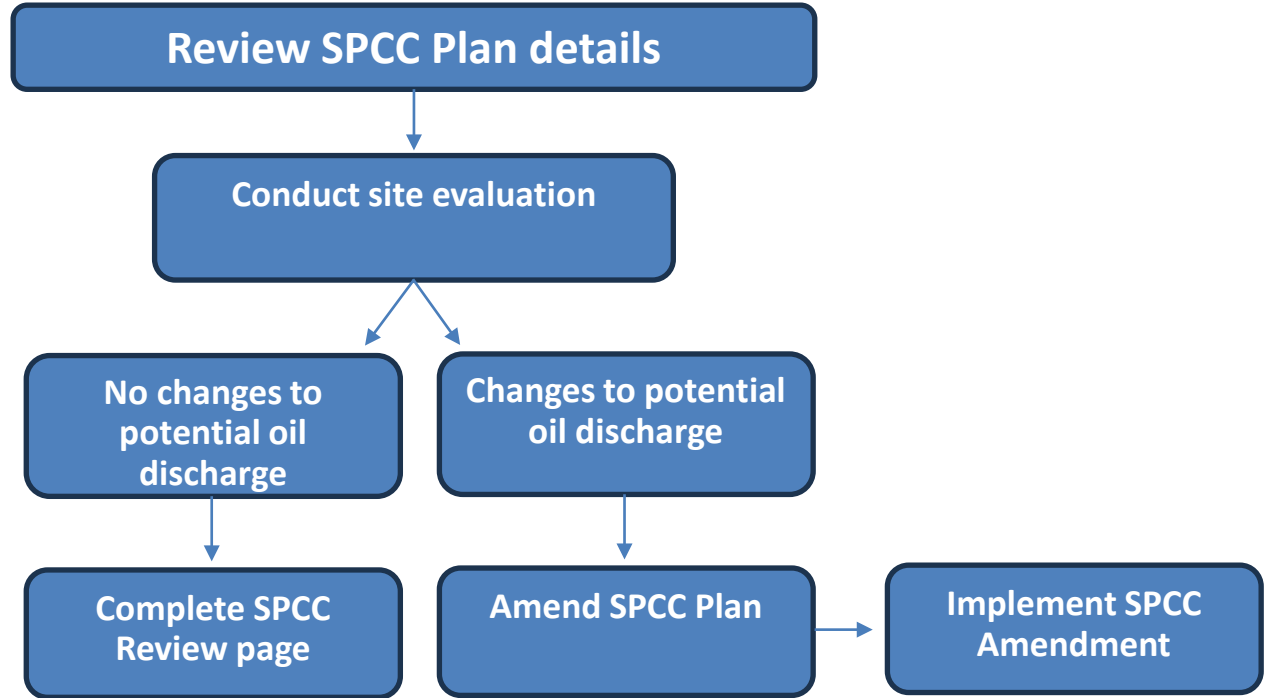 Review SPCC Plan details
Conduct site evaluation
No changes to
potential oil
discharge
Changes to potential
oil discharge
Complete SPCC
Review page
Amend SPCC Plan
Implement SPCC
Amendment